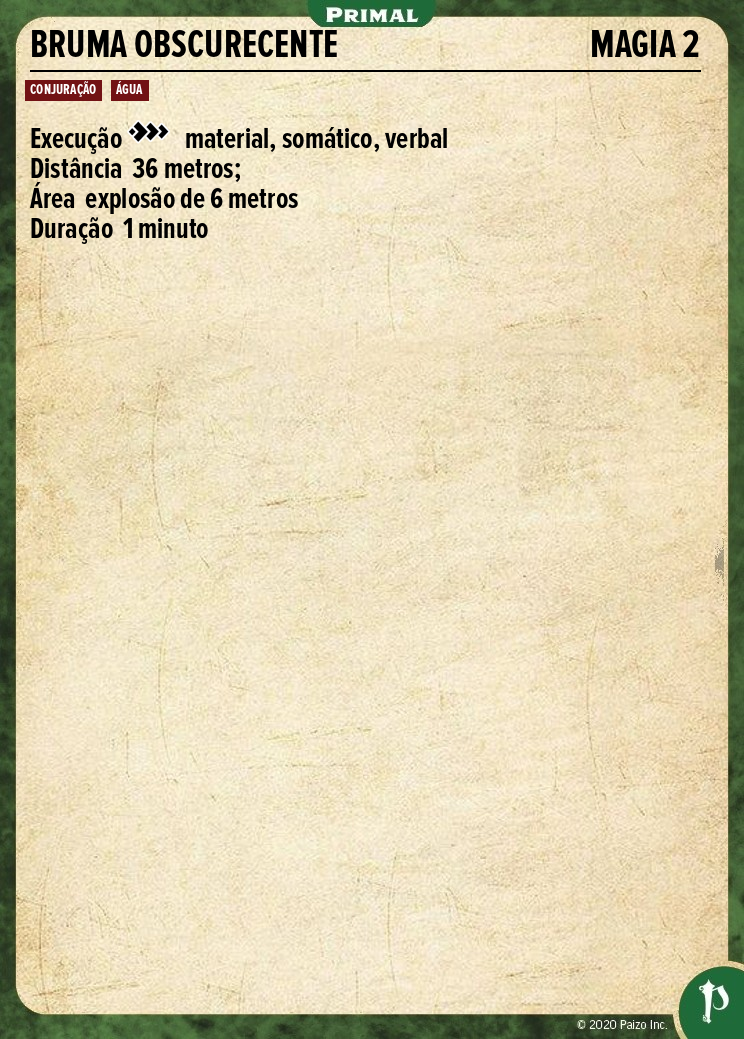 PRIMAL
BRUMA OBSCURECENTE MAGIA 2
CONJURAÇÃO ÁGUA
Execução material, somático, verbal
Distância 36 metros;
Área explosão de 6 metros
Duração 1 minuto
© 2020 Paizo Inc.